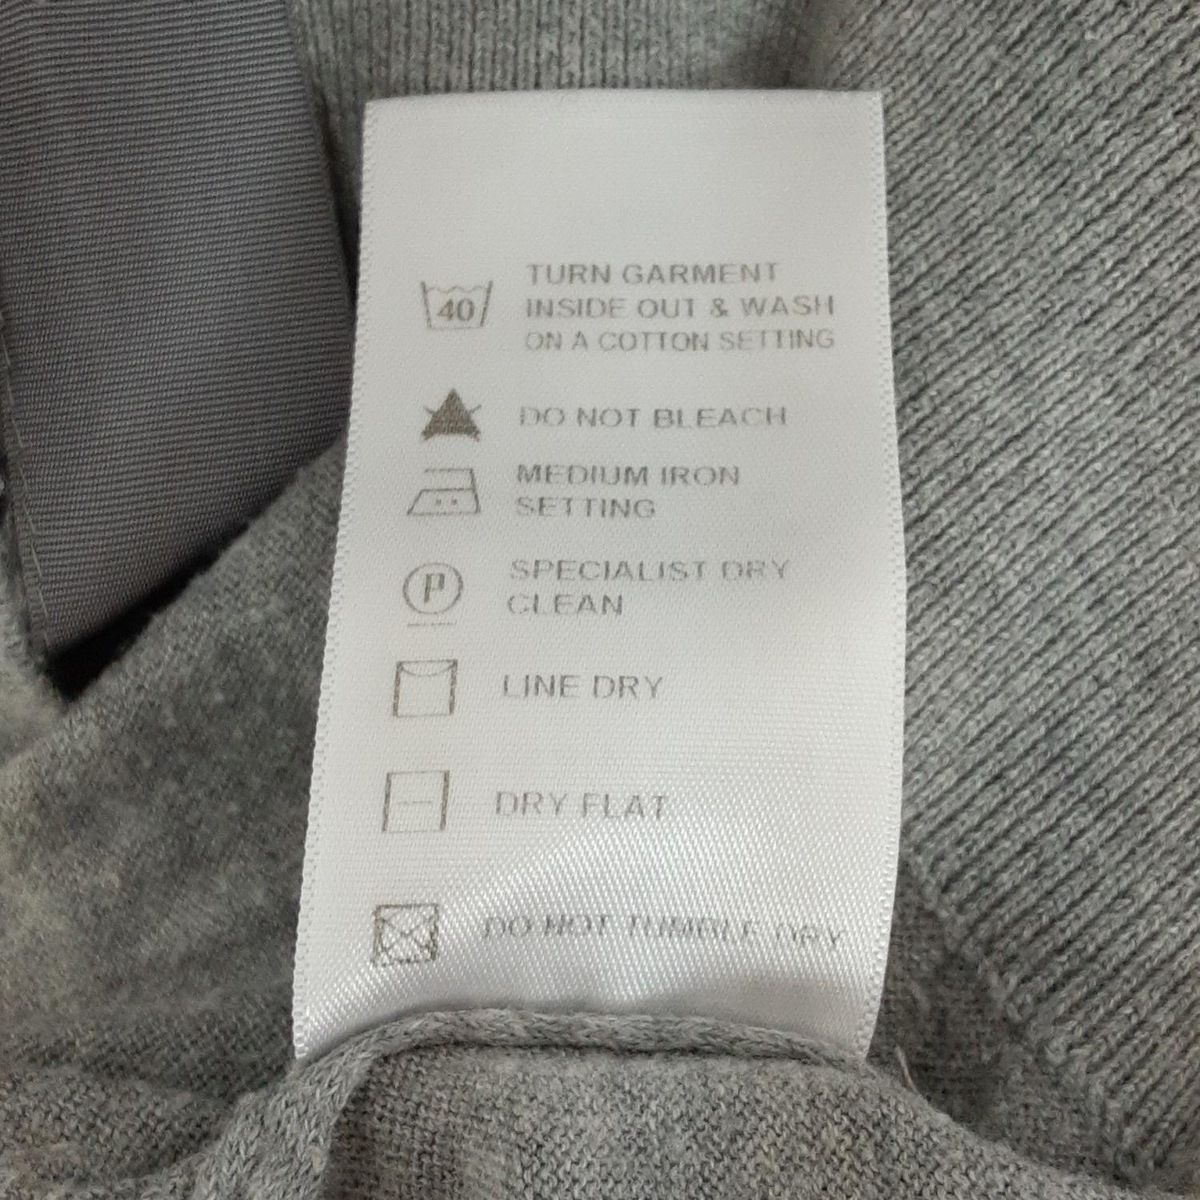 40 TURN GARMENT
INSIDE OUT & WASH
ON A COTTON SETTING
DO NOT BLEACH
MEDIUM IRON
SETTING
P SPECIALIST DRY
CLEAN
LINE DRY
DRY FLAT
DO NOT TUMBLE DRY